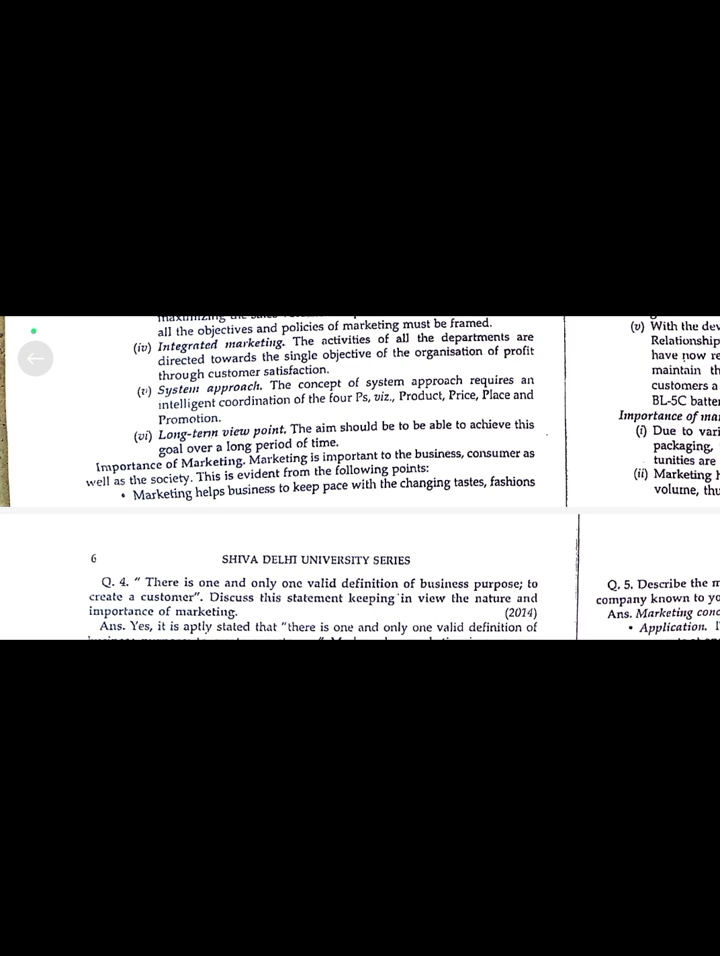 all the objectives and policies of marketing must be framed.
(iv) Integrated marketing. The activities of all the departments are
directed towards the single objective of the organisation of profit
through customer satisfaction.
(v) System approach. The concept of system approach requires an
intelligent coordination of the four Ps, viz., Product, Price, Place and
Promotion.
(vi) Long-term view point. The aim should be to be able to achieve this
goal over a long period of time.
Importance of Marketing. Marketing is important to the business, consumer as
well as the society. This is evident from the following points:
• Marketing helps business to keep pace with the changing tastes, fashions
(v) With the dev
Relationship
have now re
maintain th
customers a
BL-5C batter
Importance of mar
(i) Due to vari
packaging,
tunities are
(ii) Marketing h
volume, thu
6 SHIVA DELHI UNIVERSITY SERIES
Q. 4. " There is one and only one valid definition of business purpose; to
create a customer". Discuss this statement keeping in view the nature and
importance of marketing. (2014)
Ans. Yes, it is aptly stated that "there is one and only one valid definition of
Q. 5. Describe the m
company known to yo
Ans. Marketing conc
• Application.